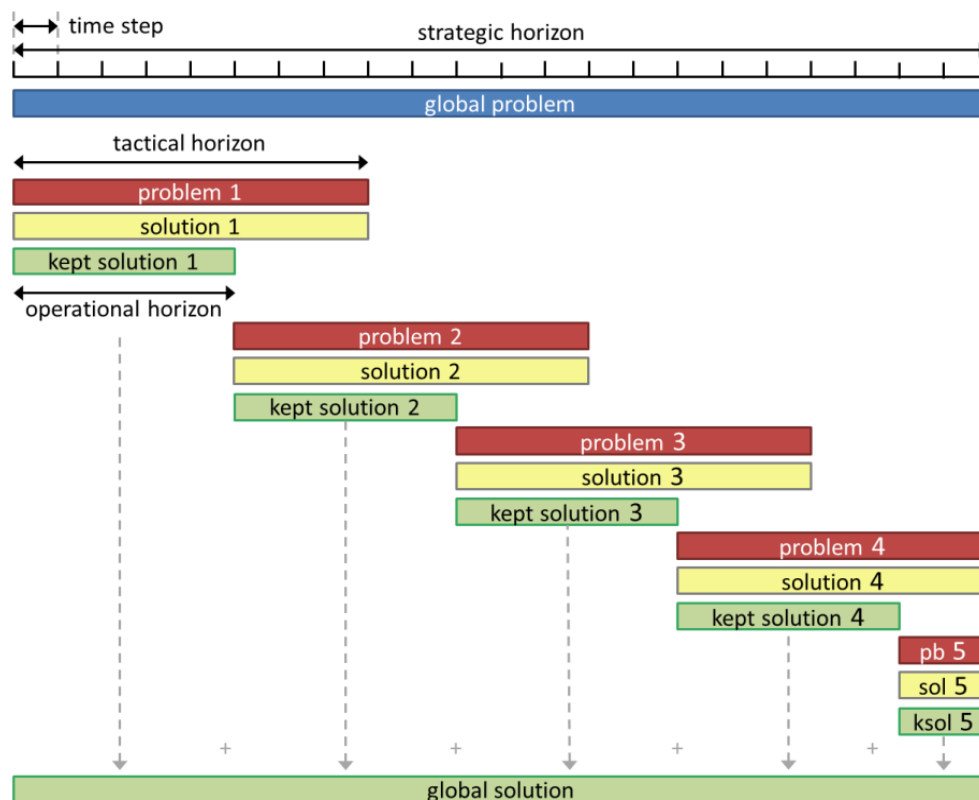 time step
strategic horizon
global problem
tactical horizon
problem 1
solution 1
kept solution 1
operational horizon
problem 2
solution 2
kept solution 2
problem 3
solution 3
kept solution 3
problem 4
solution 4
kept solution 4
pb 5
sol 5
ksol 5
+ + + +
global solution